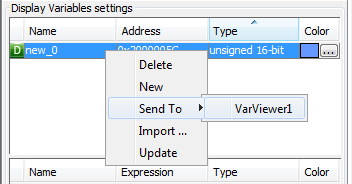 Display Variables settings
Name Address Type Color
D new_0 0x2000005C unsigned 16-bit ...
Delete
New
Send To VarViewer1
Import ...
Update
Name Expression Type Color